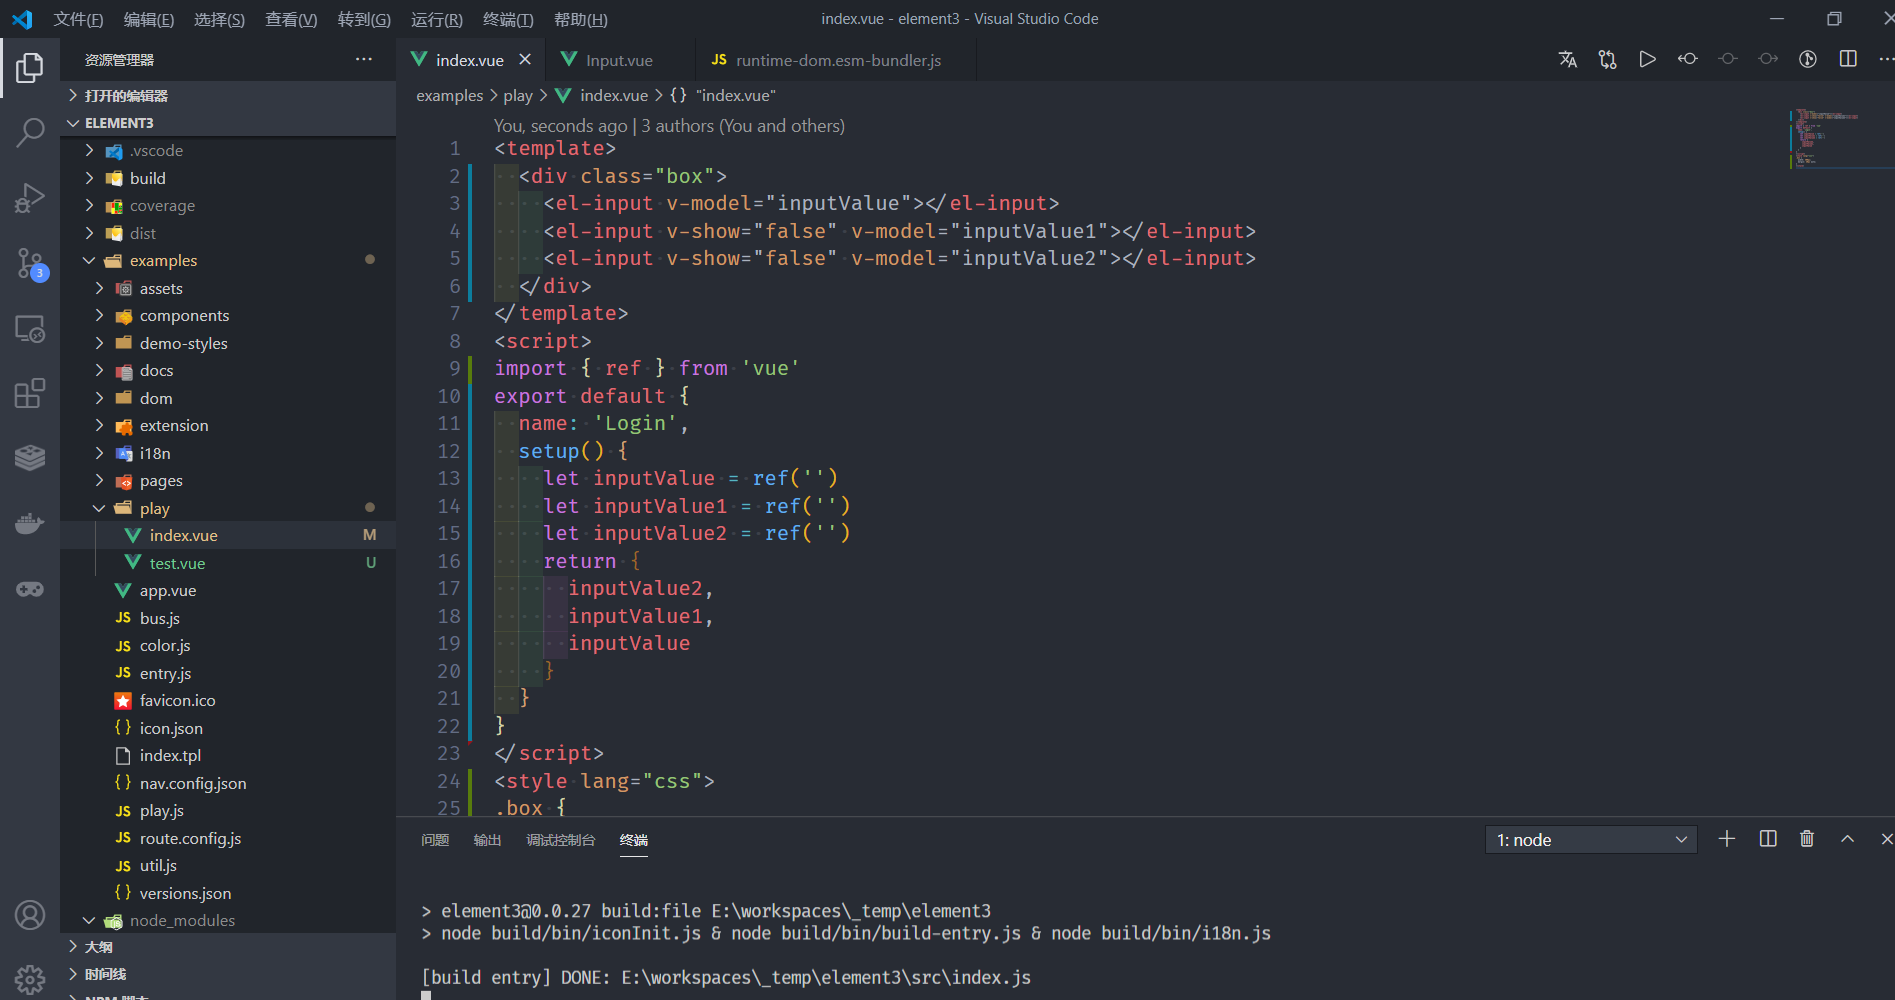 文件(F) 编辑(E) 选择(S) 查看(V) 转到(G) 运行(R) 终端(T) 帮助(H) index.vue - element3 - Visual Studio Code
资源管理器 ···
打开的编辑器
ELEMENT3
.vscode
build
coverage
dist
examples
assets
components
demo-styles
docs
dom
extension
i18n
pages
play
index.vue M
test.vue U
app.vue
JS bus.js
JS color.js
JS entry.js
favicon.ico
{} icon.json
index.tpl
{} nav.config.json
JS play.js
JS route.config.js
JS util.js
{} versions.json
node_modules
大纲
时间线
3
index.vue Input.vue JS runtime-dom.esm-bundler.js
examples > play > index.vue > {} "index.vue"
You, seconds ago | 3 authors (You and others)
1 <template>
2 <div class="box">
3 <el-input v-model="inputValue"></el-input>
4 <el-input v-show="false" v-model="inputValue1"></el-input>
5 <el-input v-show="false" v-model="inputValue2"></el-input>
6 </div>
7 </template>
8 <script>
9 import { ref } from 'vue'
10 export default {
11 name: 'Login',
12 setup() {
13 let inputValue = ref('')
14 let inputValue1 = ref('')
15 let inputValue2 = ref('')
16 return {
17 inputValue2,
18 inputValue1,
19 inputValue
20 }
21 }
22 }
23 </script>
24 <style lang="css">
25 .box {
问题 输出 调试控制台 终端 1: node
> element3@0.0.27 build:file E:\workspaces\_temp\element3
> node build/bin/iconInit.js & node build/bin/build-entry.js & node build/bin/i18n.js
[build entry] DONE: E:\workspaces\_temp\element3\src\index.js